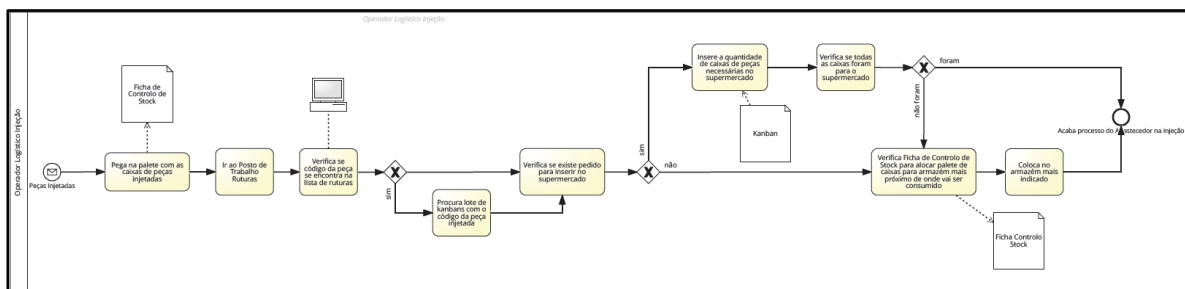 Operador Logístico Injeção
Operador Logístico Injeção
Peças Injetadas
Ficha de
Controlo de
Stock
Pega na palete com as
caixas de peças
injetadas
Ir ao Posto de
Trabalho
Ruturas
Verifica se
código da peça
se encontra na
lista de ruturas
sim
Procura lote de
kanbans com o
código da peça
injetada
Verifica se existe pedido
para inserir no
supermercado
sim
não
Insere a quantidade
de caixas de peças
necessárias no
supermercado
Kanban
Verifica se todas
as caixas foram
para o
supermercado
foram
não foram
Verifica Ficha de Controlo de
Stock para alocar palete de
caixas para armazém mais
próximo de onde vai ser
consumido
Ficha Controlo
Stock
Coloca no
armazém mais
indicado
Acaba processo do Abastecedor na injeção